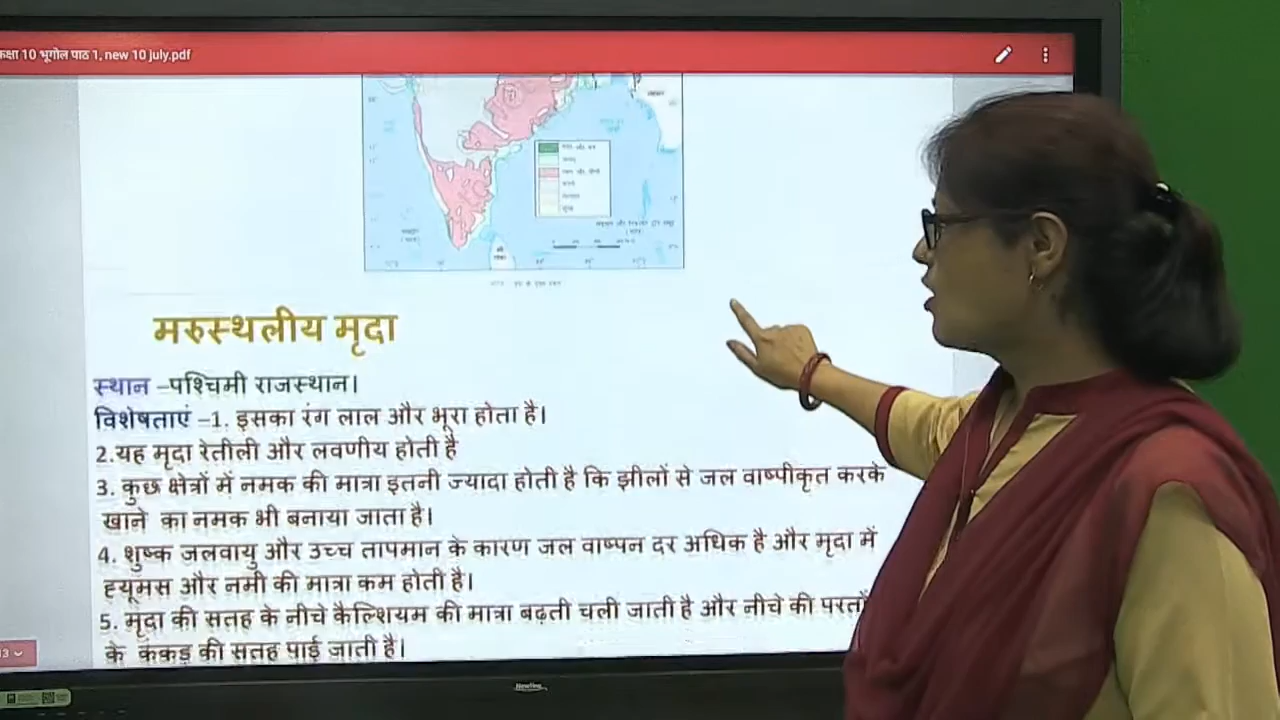 कक्षा 10 भूगोल पाठ 1, new 10 july.pdf
मरुस्थलीय मृदा
स्थान –पश्चिमी राजस्थान।
विशेषताएं –1. इसका रंग लाल और भूरा होता है।
2.यह मृदा रेतीली और लवणीय होती है
3. कुछ क्षेत्रों में नमक की मात्रा इतनी ज्यादा होती है कि झीलों से जल वाष्पीकृत करके
खाने का नमक भी बनाया जाता है।
4. शुष्क जलवायु और उच्च तापमान के कारण जल वाष्पन दर अधिक है और मृदा में
ह्यूमस और नमी की मात्रा कम होती है।
5. मृदा की सतह के नीचे कैल्शियम की मात्रा बढ़ती चली जाती है और नीचे की परतों
के कंकड़ की सतह पाई जाती है।
Newline